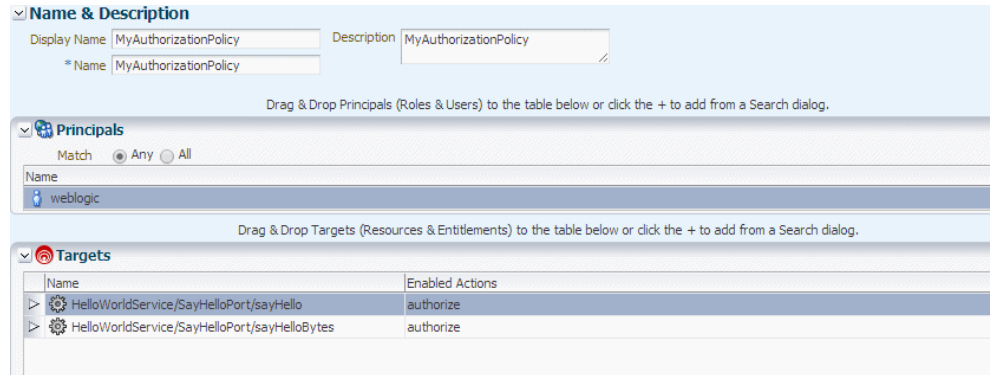 Name & Description
Display Name MyAuthorizationPolicy Description MyAuthorizationPolicy
* Name MyAuthorizationPolicy
Drag & Drop Principals (Roles & Users) to the table below or click the + to add from a Search dialog.
Principals
Match Any All
Name
weblogic
Drag & Drop Targets (Resources & Entitlements) to the table below or click the + to add from a Search dialog.
Targets
Name Enabled Actions
HelloWorldService/SayHelloPort/sayHello authorize
HelloWorldService/SayHelloPort/sayHelloBytes authorize